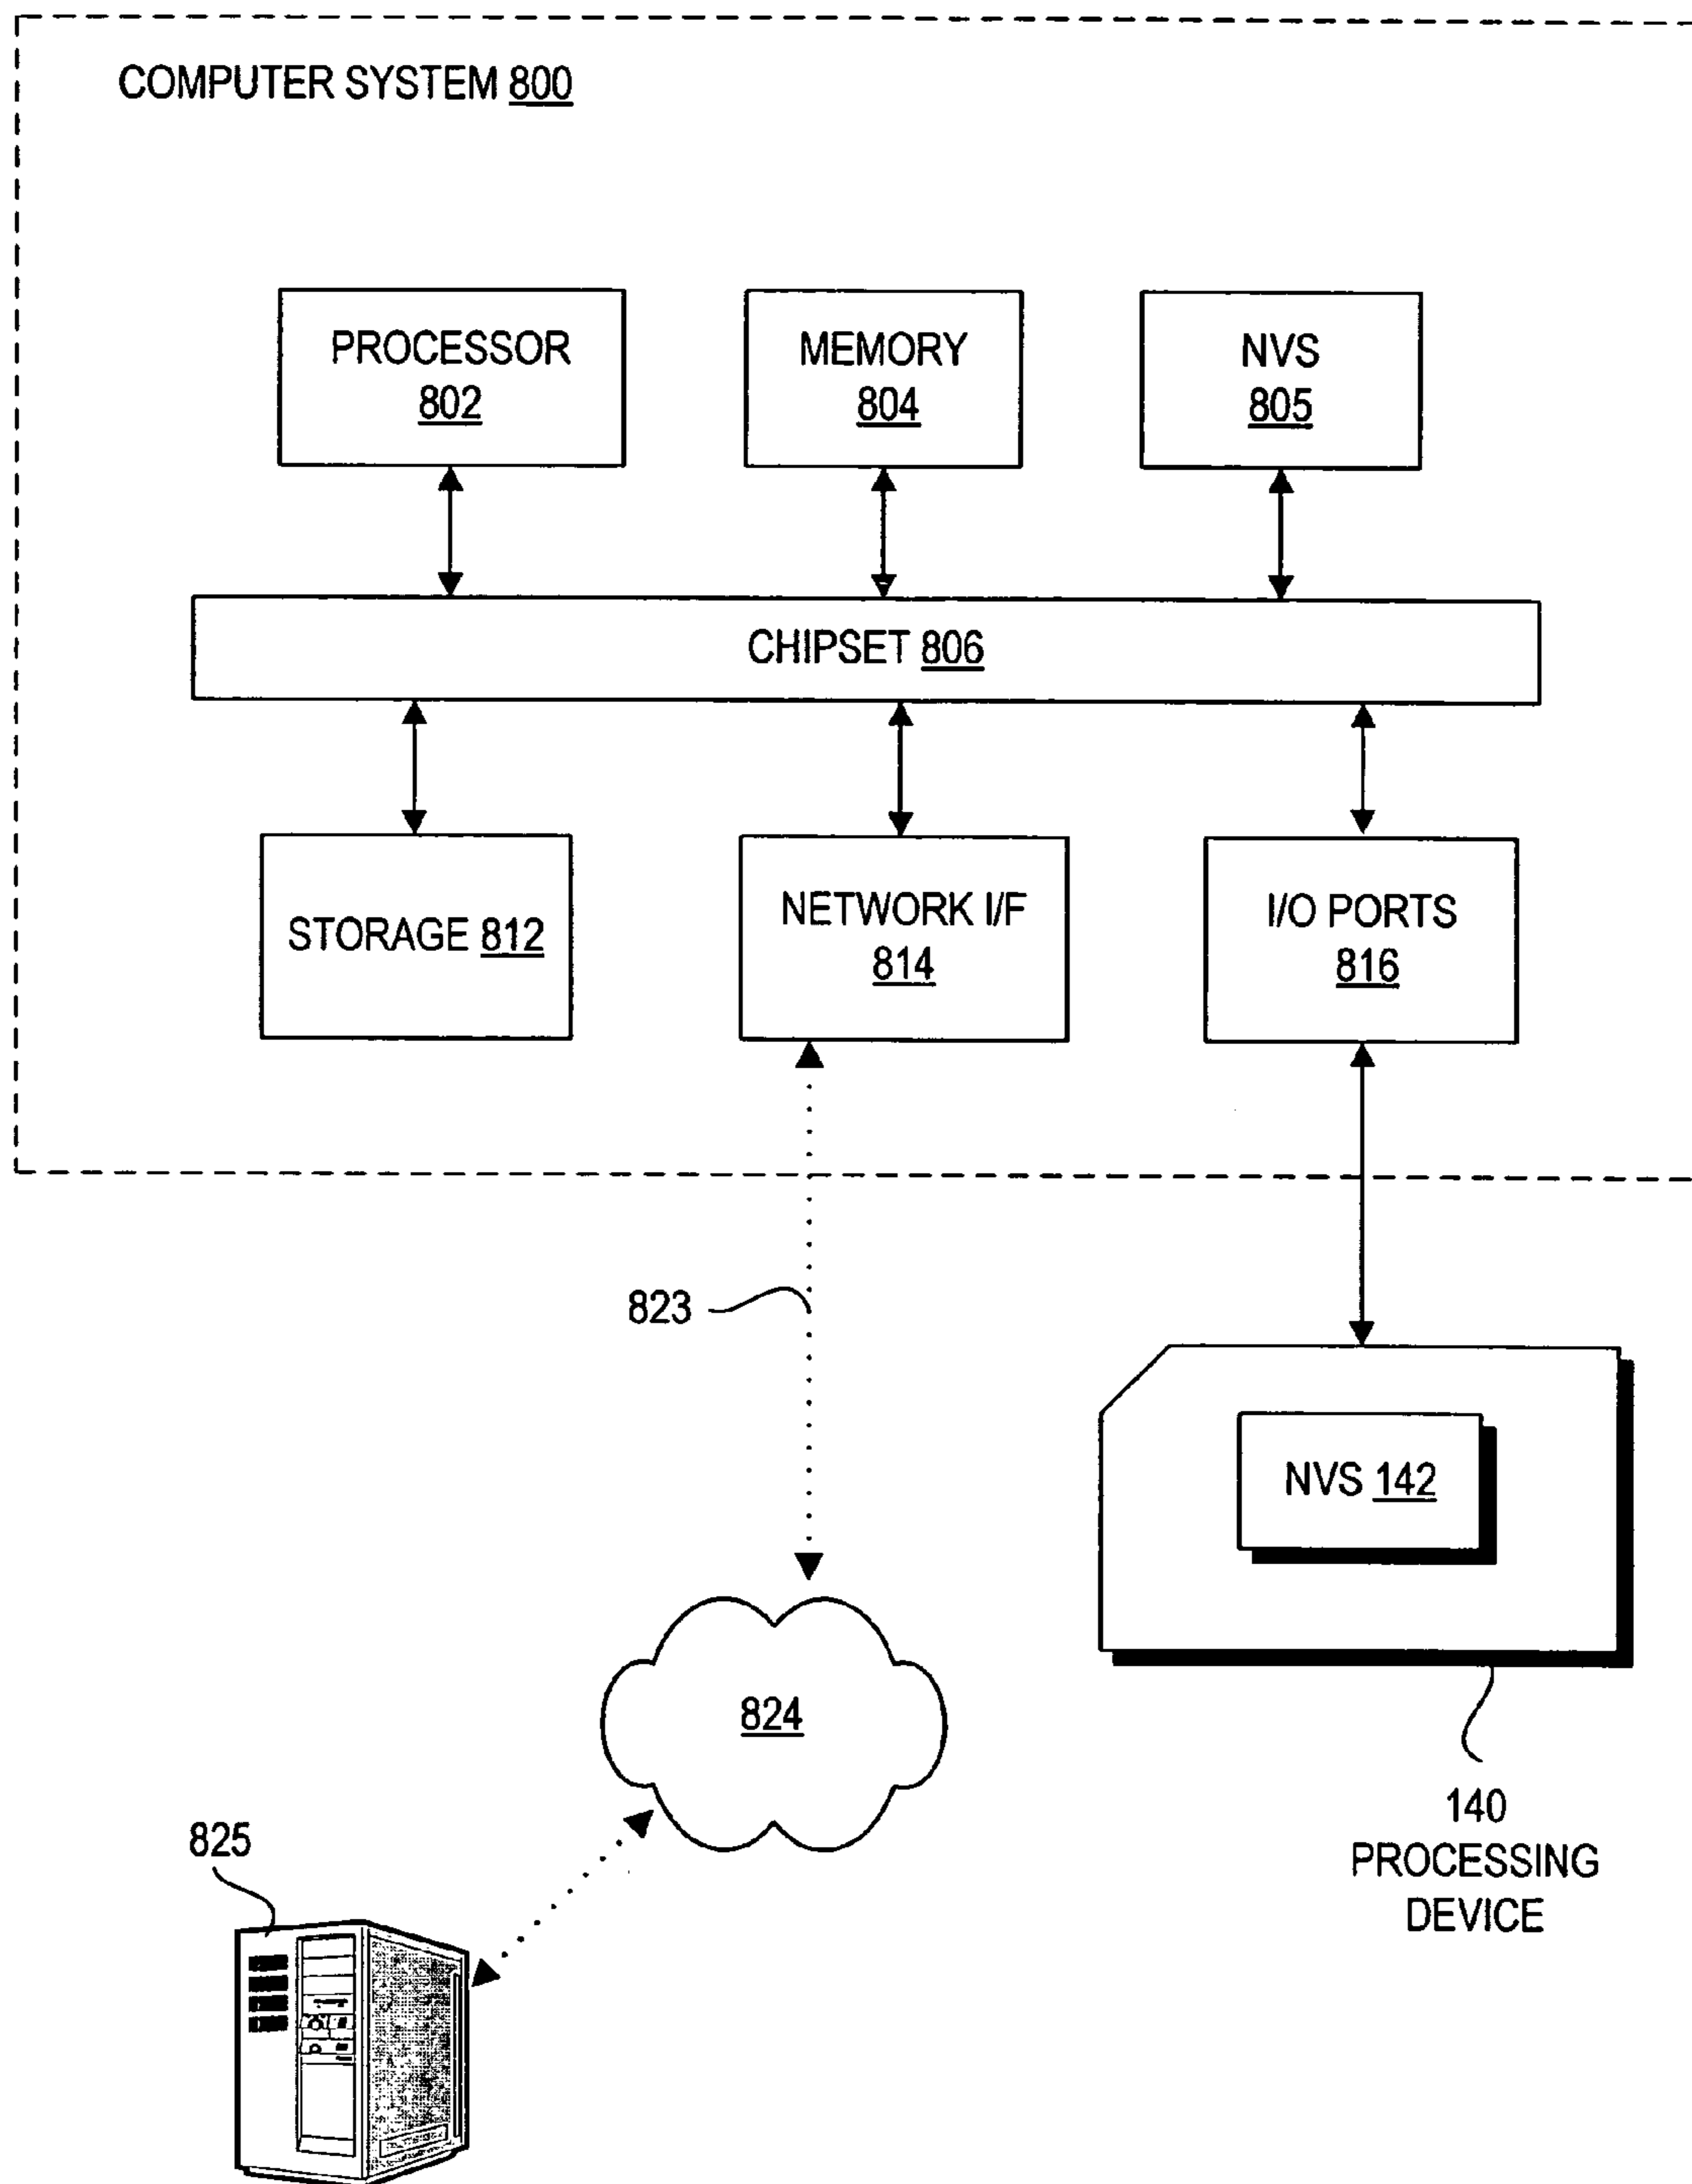 COMPUTER SYSTEM 800
PROCESSOR
802
MEMORY
804
NVS
805
CHIPSET 806
STORAGE 812
NETWORK I/F
814
I/O PORTS
816
823
NVS 142
824
140
PROCESSING
DEVICE
825